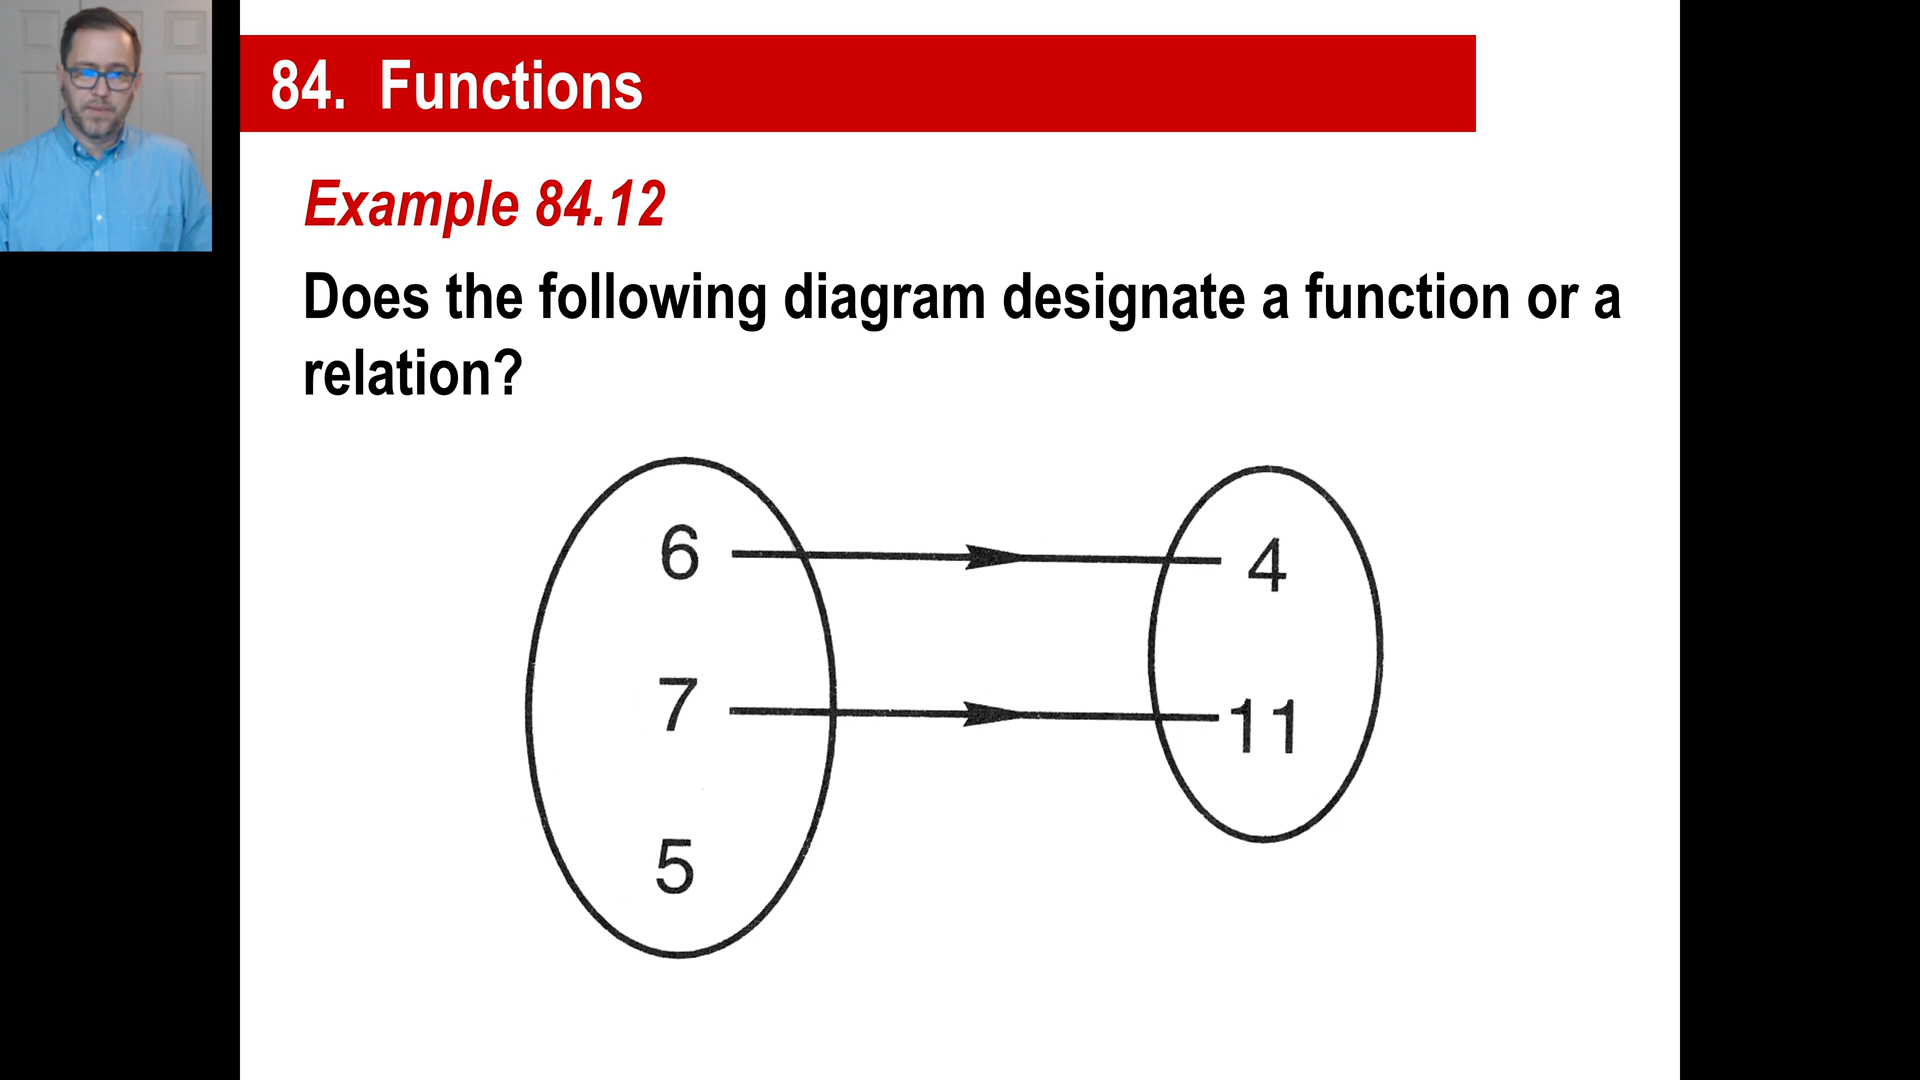 84. Functions
Example 84.12
Does the following diagram designate a function or a
relation?
6
4
7
11
5